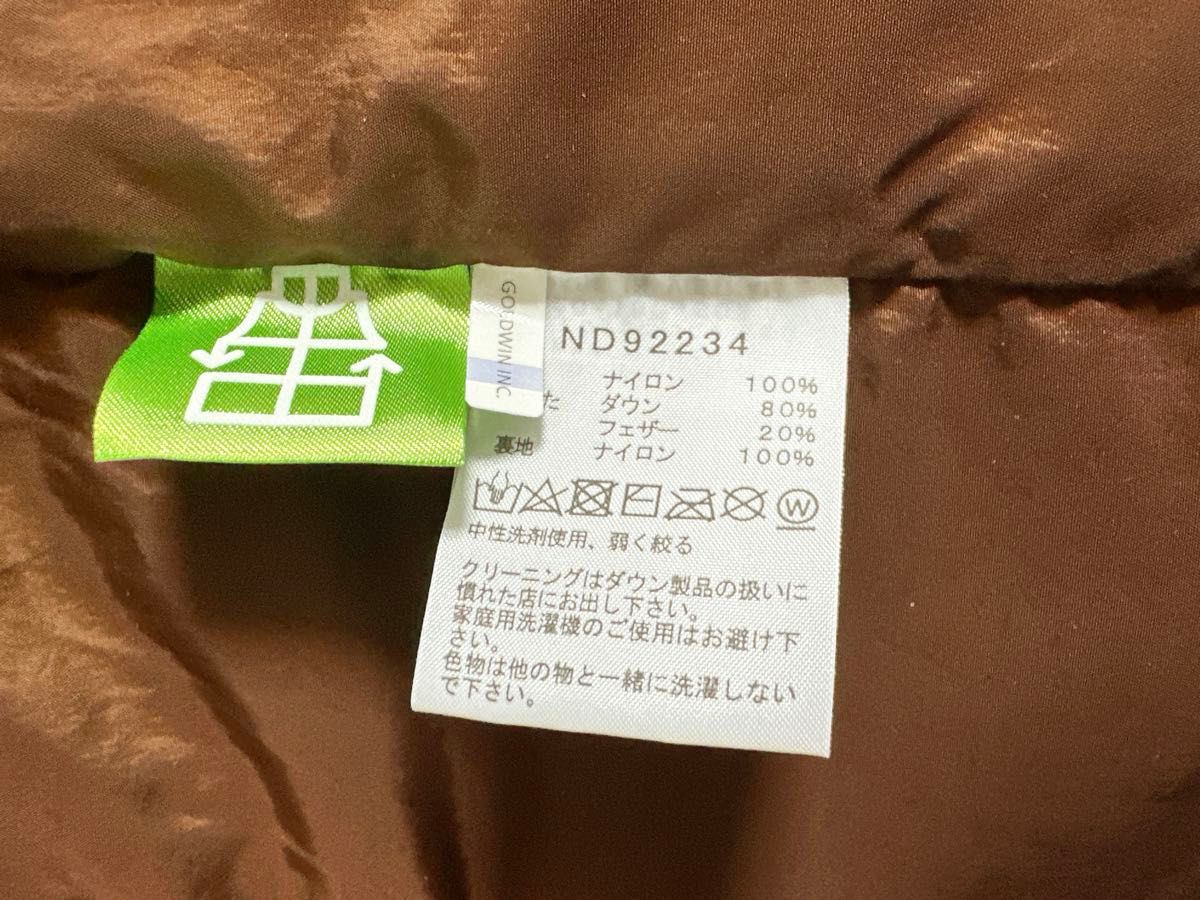 GOLDWIN INC.
ND92234
ナイロン 100%
た ダウン 80%
フェザー 20%
裏地 ナイロン 100%
W
中性洗剤使用、弱く絞る
クリーニングはダウン製品の扱いに
慣れた店にお出し下さい。
家庭用洗濯機のご使用はお避け下
さい。
色物は他の物と一緒に洗濯しない
で下さい。